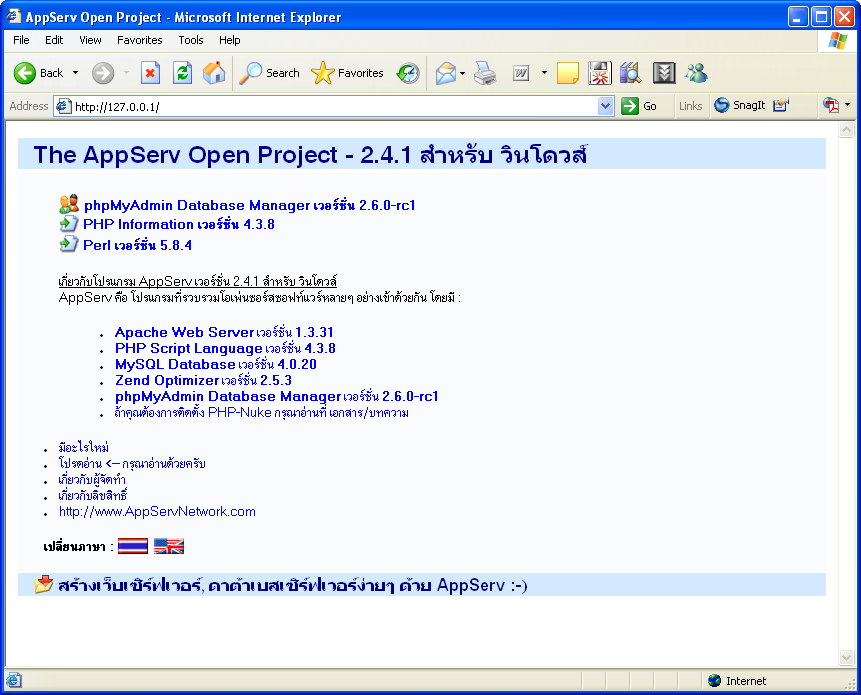 AppServ Open Project - Microsoft Internet Explorer
File Edit View Favorites Tools Help
Back Search Favorites
Address http://127.0.0.1/ Go Links SnagIt
The AppServ Open Project - 2.4.1 สำหรับ วินโดวส์
phpMyAdmin Database Manager เวอร์ชั่น 2.6.0-rc1
PHP Information เวอร์ชั่น 4.3.8
Perl เวอร์ชั่น 5.8.4
เกี่ยวกับโปรแกรม AppServ เวอร์ชั่น 2.4.1 สำหรับ วินโดวส์
AppServ คือ โปรแกรมที่รวบรวมโอเพ่นซอร์สซอฟท์แวร์หลายๆ อย่างเข้าด้วยกัน โดยมี :
Apache Web Server เวอร์ชั่น 1.3.31
PHP Script Language เวอร์ชั่น 4.3.8
MySQL Database เวอร์ชั่น 4.0.20
Zend Optimizer เวอร์ชั่น 2.5.3
phpMyAdmin Database Manager เวอร์ชั่น 2.6.0-rc1
ถ้าคุณต้องการติดตั้ง PHP-Nuke กรุณาอ่านที่ เอกสาร/บทความ
มีอะไรใหม่
โปรดอ่าน <-- กรุณาอ่านด้วยครับ
เกี่ยวกับผู้จัดทำ
เกี่ยวกับลิขสิทธิ์
http://www.AppServNetwork.com
เปลี่ยนภาษา :
สร้างเว็บเซิร์ฟเวอร์, ดาต้าเบสเซิร์ฟเวอร์ง่ายๆ ด้วย AppServ :-)
Internet